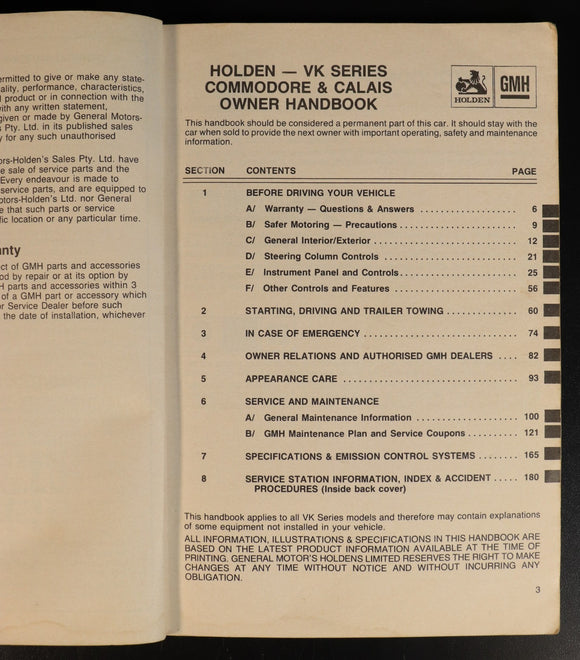 ermitted to give or make any state-
ality, performance, characteristics,
l product or in connection with the
with any written statement,
given or made by General Motors-
s Pty. Ltd. in its published sales
y for any such unauthorised
ors-Holden's Sales Pty. Ltd. have
e sale of service parts and the
Every endeavour is made to
service parts, and are equipped to
otors-Holden's Ltd. nor General
e that such parts or service
fic location or any particular time.
nty
ct of GMH parts and accessories
od by repair or at its option by
H parts and accessories within 3
of a GMH part or accessory which
or Service Dealer before such
the date of installation, whichever
HOLDEN — VK SERIES
COMMODORE & CALAIS
OWNER HANDBOOK
HOLDEN
GMH
This handbook should be considered a permanent part of this car. It should stay with the
car when sold to provide the next owner with important operating, safety and maintenance
information.
SECTION CONTENTS PAGE
1 BEFORE DRIVING YOUR VEHICLE
A/ Warranty — Questions & Answers .................. 6
B/ Safer Motoring — Precautions ...................... 9
C/ General Interior/Exterior ........................... 12
D/ Steering Column Controls ......................... 21
E/ Instrument Panel and Controls ...................... 25
F/ Other Controls and Features ....................... 56
2 STARTING, DRIVING AND TRAILER TOWING ............. 60
3 IN CASE OF EMERGENCY ............................. 74
4 OWNER RELATIONS AND AUTHORISED GMH DEALERS .... 82
5 APPEARANCE CARE ................................. 93
6 SERVICE AND MAINTENANCE
A/ General Maintenance Information ................... 100
B/ GMH Maintenance Plan and Service Coupons ......... 121
7 SPECIFICATIONS & EMISSION CONTROL SYSTEMS ....... 165
8 SERVICE STATION INFORMATION, INDEX & ACCIDENT ..... 180
PROCEDURES (Inside back cover)
This handbook applies to all VK Series models and therefore may contain explanations
of some equipment not installed in your vehicle.
ALL INFORMATION, ILLUSTRATIONS & SPECIFICATIONS IN THIS HANDBOOK ARE
BASED ON THE LATEST PRODUCT INFORMATION AVAILABLE AT THE TIME OF
PRINTING. GENERAL MOTOR'S HOLDENS LIMITED RESERVES THE RIGHT TO MAKE
CHANGES AT ANY TIME WITHOUT NOTICE AND WITHOUT INCURRING ANY
OBLIGATION.
3